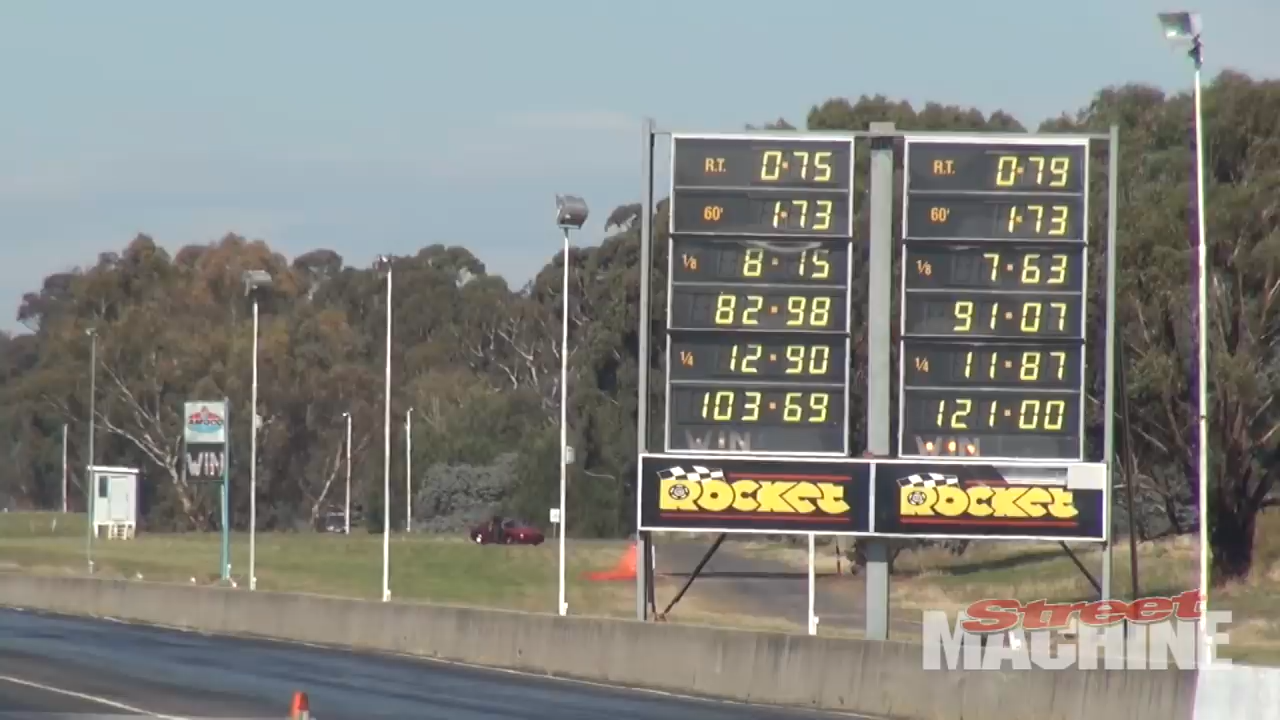 R.T. 0.75
60' 1.73
1/8 8.15
82.98
1/4 12.90
103.69
WIN
ROCKET
R.T. 0.79
60' 1.73
1/8 7.63
91.07
1/4 11.87
121.00
WIN
ROCKET
AMOCO
WIN
Street
MACHINE